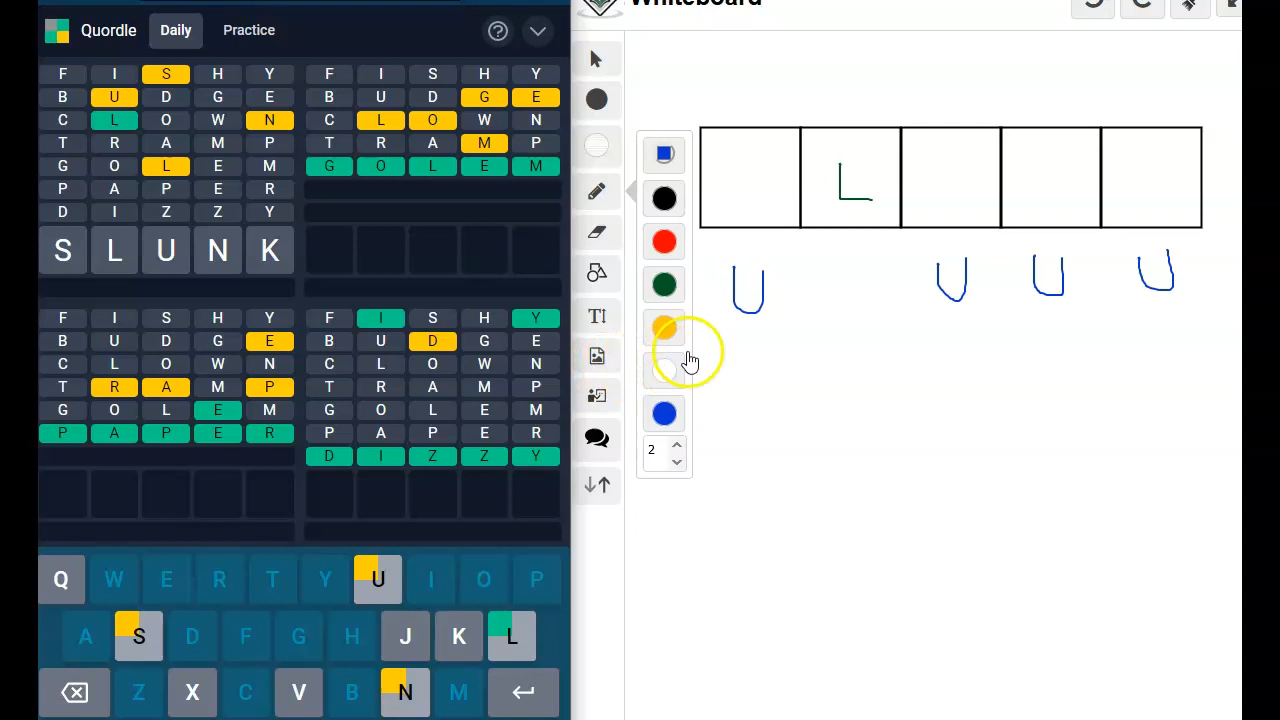 Whiteboard
Quordle Daily Practice
F I S H Y F I S H Y
B U D G E B U D G E
C L O W N C L O W N
T R A M P T R A M P
G O L E M G O L E M
P A P E R
D I Z Z Y
S L U N K
F I S H Y F I S H Y
B U D G E B U D G E
C L O W N C L O W N
T R A M P T R A M P
G O L E M G O L E M
P A P E R P A P E R
D I Z Z Y
L
U U U U
2
Q W E R T Y U I O P
A S D F G H J K L
Z X C V B N M